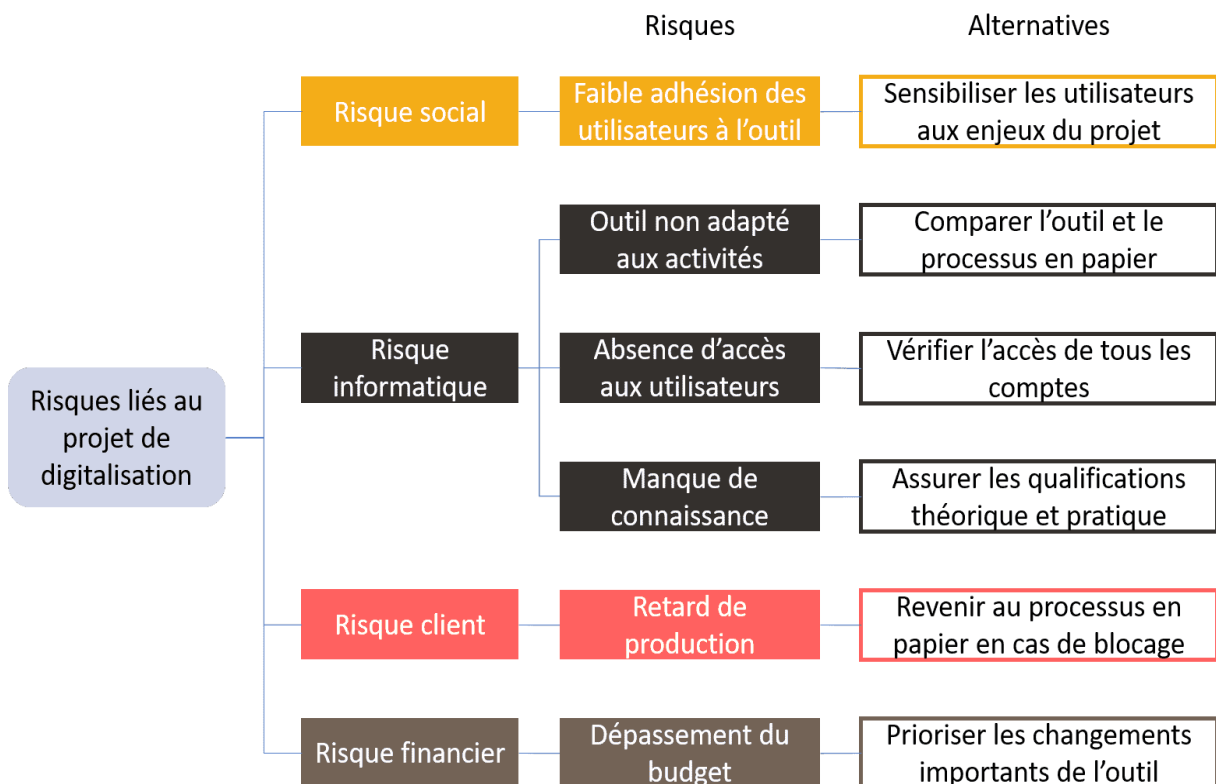 Risques
Alternatives
Risque social
Faible adhésion des
utilisateurs à l’outil
Sensibiliser les utilisateurs
aux enjeux du projet
Outil non adapté
aux activités
Comparer l’outil et le
processus en papier
Risque
informatique
Absence d’accès
aux utilisateurs
Vérifier l’accès de tous les
comptes
Risques liés au
projet de
digitalisation
Manque de
connaissance
Assurer les qualifications
théorique et pratique
Risque client
Retard de
production
Revenir au processus en
papier en cas de blocage
Risque financier
Dépassement du
budget
Prioriser les changements
importants de l’outil